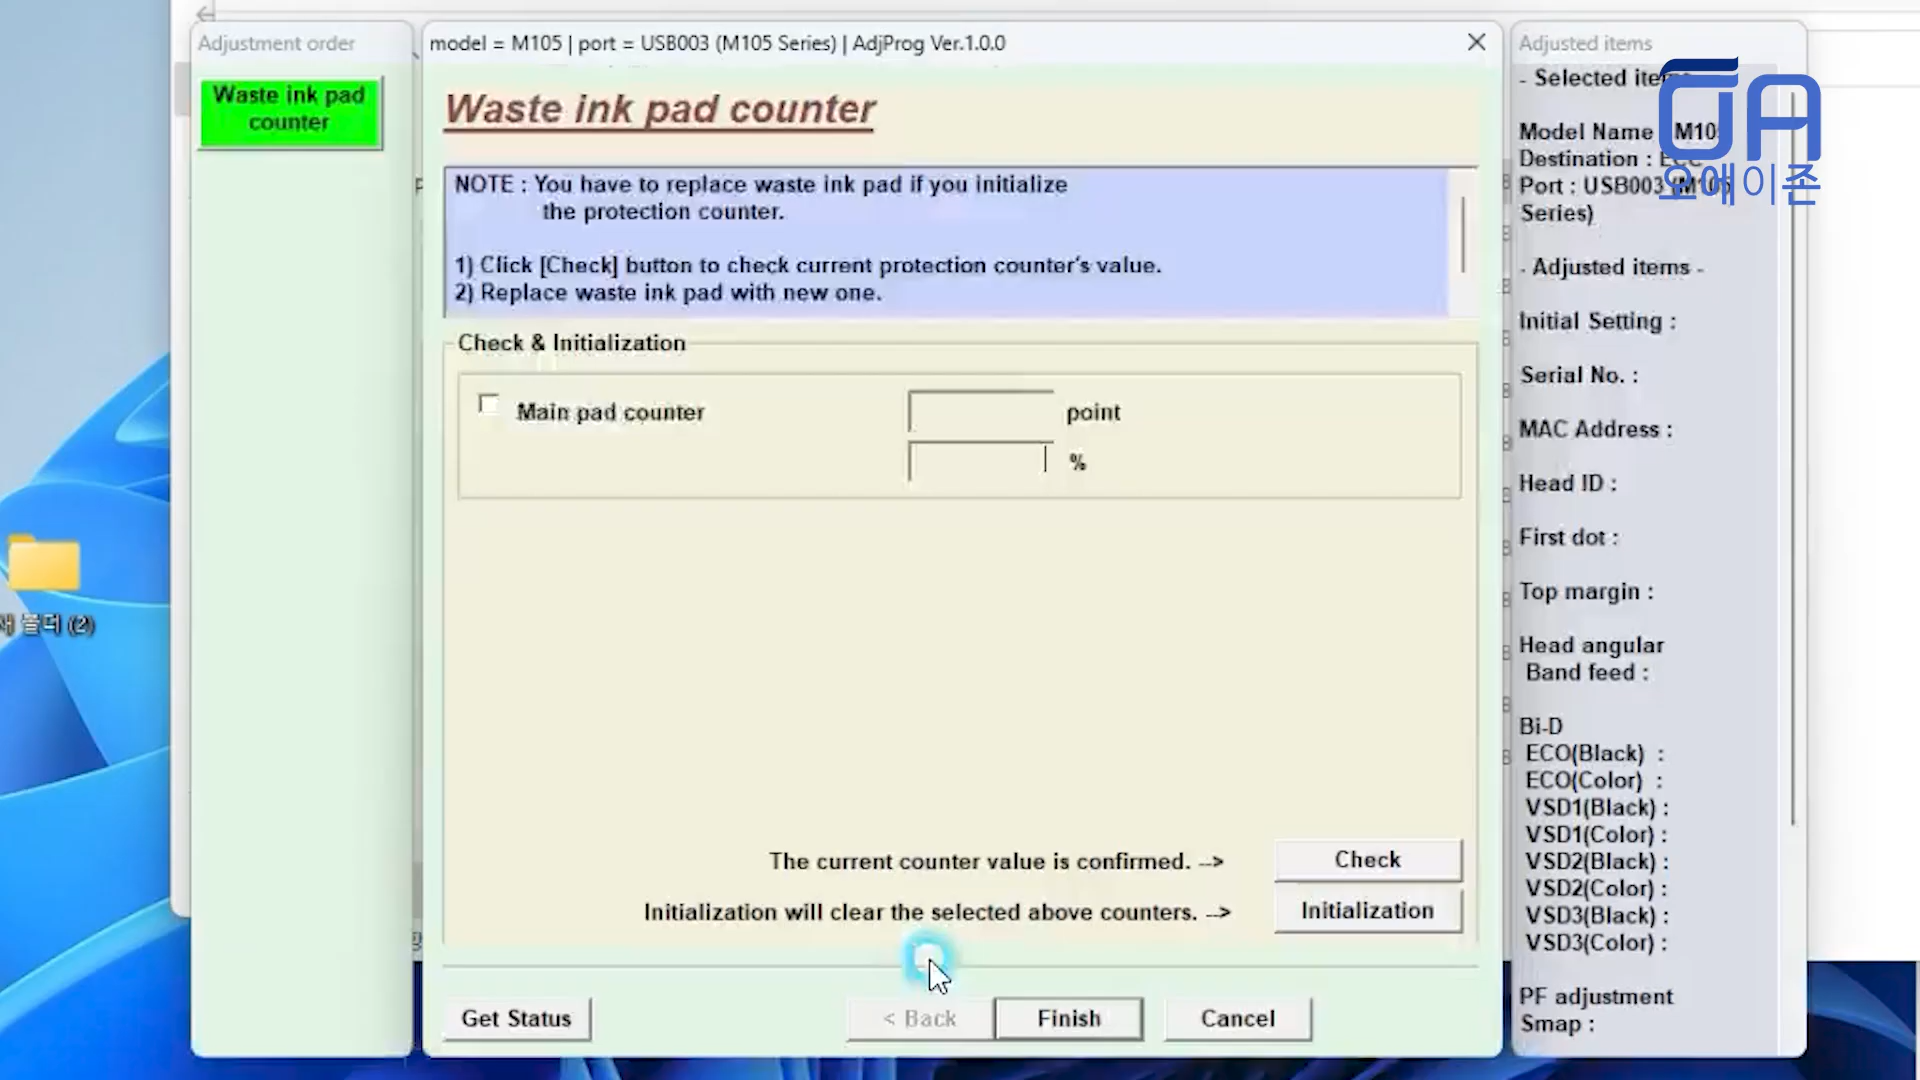 Adjustment order
Waste ink pad
counter
model = M105 | port = USB003 (M105 Series) | AdjProg Ver.1.0.0
Waste ink pad counter
NOTE : You have to replace waste ink pad if you initialize
the protection counter.
1) Click [Check] button to check current protection counter's value.
2) Replace waste ink pad with new one.
Check & Initialization
Main pad counter
point
%
The current counter value is confirmed. -->
Check
Initialization will clear the selected above counters. -->
Initialization
Get Status
< Back
Finish
Cancel
Adjusted items
- Selected items
Model Name : M105
Destination :
Port : USB003 (M105
Series)
- Adjusted items -
Initial Setting :
Serial No. :
MAC Address :
Head ID :
First dot :
Top margin :
Head angular
Band feed :
Bi-D
ECO(Black) :
ECO(Color) :
VSD1(Black) :
VSD1(Color) :
VSD2(Black) :
VSD2(Color) :
VSD3(Black) :
VSD3(Color) :
PF adjustment
Smap :
OA
오에이존
새 폴더 (2)